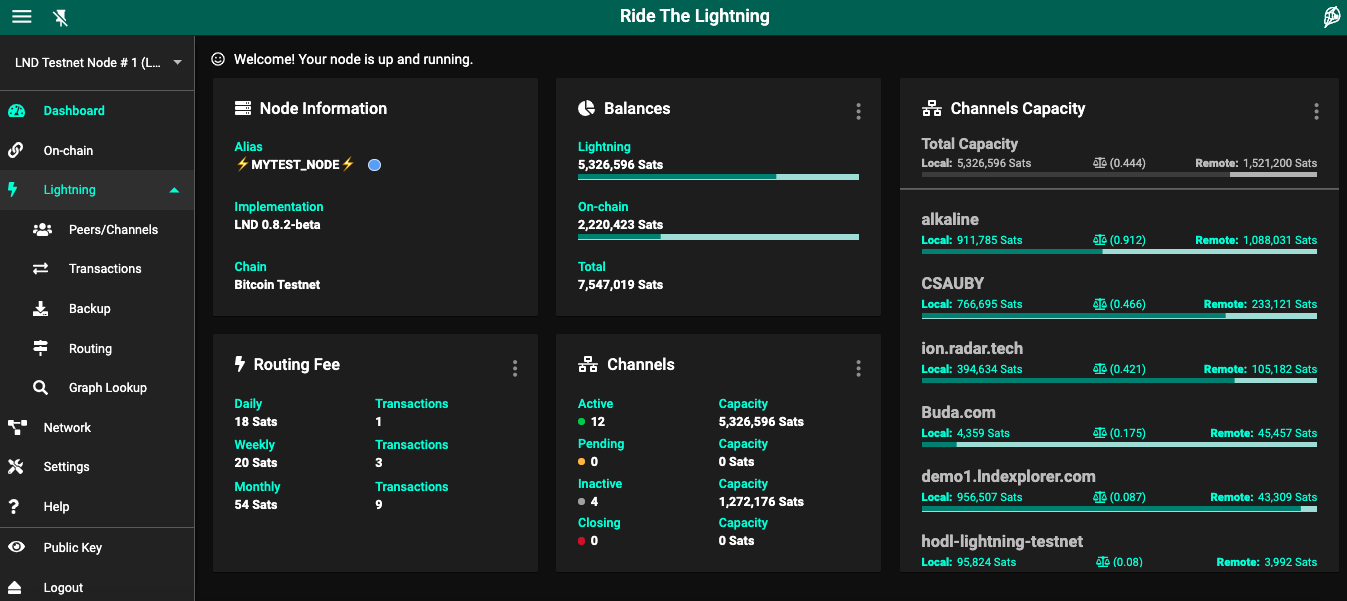 Ride The Lightning
LND Testnet Node # 1 (L...
Dashboard
On-chain
Lightning
Peers/Channels
Transactions
Backup
Routing
Graph Lookup
Network
Settings
Help
Public Key
Logout
Welcome! Your node is up and running.
Node Information
Alias
⚡MYTEST_NODE⚡
Implementation
LND 0.8.2-beta
Chain
Bitcoin Testnet
Balances
Lightning
5,326,596 Sats
On-chain
2,220,423 Sats
Total
7,547,019 Sats
Routing Fee
Daily Transactions
18 Sats 1
Weekly Transactions
20 Sats 3
Monthly Transactions
54 Sats 9
Channels
Active Capacity
12 5,326,596 Sats
Pending Capacity
0 0 Sats
Inactive Capacity
4 1,272,176 Sats
Closing Capacity
0 0 Sats
Channels Capacity
Total Capacity
Local: 5,326,596 Sats (0.444) Remote: 1,521,200 Sats
alkaline
Local: 911,785 Sats (0.912) Remote: 1,088,031 Sats
CSAUBY
Local: 766,695 Sats (0.466) Remote: 233,121 Sats
ion.radar.tech
Local: 394,634 Sats (0.421) Remote: 105,182 Sats
Buda.com
Local: 4,359 Sats (0.175) Remote: 45,457 Sats
demo1.lndexplorer.com
Local: 956,507 Sats (0.087) Remote: 43,309 Sats
hodl-lightning-testnet
Local: 95,824 Sats (0.08) Remote: 3,992 Sats